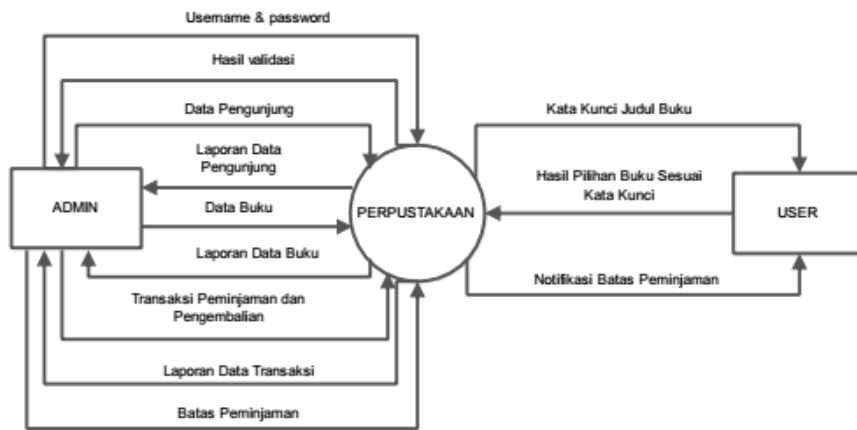 Username & password
Hasil validasi
Data Pengunjung
Laporan Data
Pengunjung
ADMIN
Data Buku
Laporan Data Buku
Transaksi Peminjaman dan
Pengembalian
Laporan Data Transaksi
Batas Peminjaman
PERPUSTAKAAN
Kata Kunci Judul Buku
Hasil Pilihan Buku Sesuai
Kata Kunci
USER
Notifikasi Batas Peminjaman